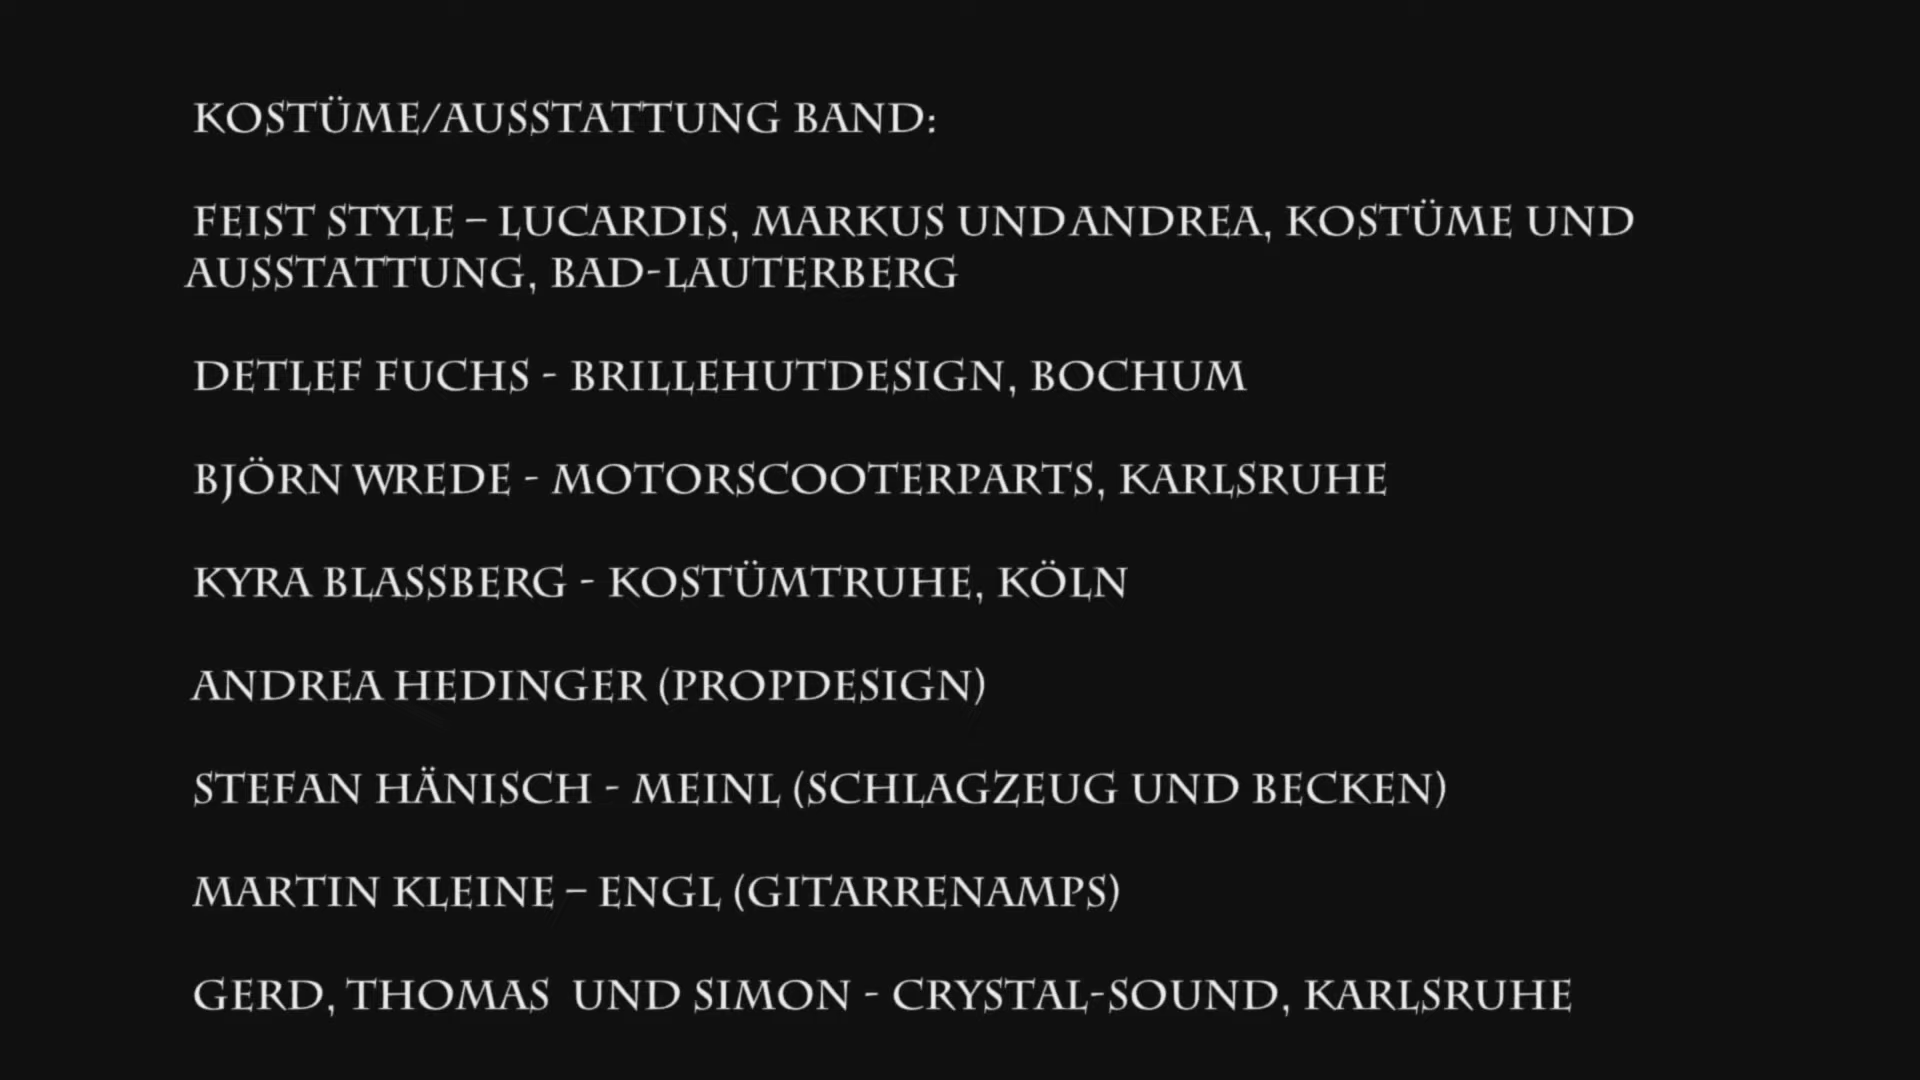 KOSTÜME/AUSSTATTUNG BAND:
FEIST STYLE – LUCARDIS, MARKUS UND ANDREA, KOSTÜME UND
AUSSTATTUNG, BAD-LAUTERBERG
DETLEF FUCHS - BRILLEHUTDESIGN, BOCHUM
BJÖRN WREDE - MOTORSCOOTERPARTS, KARLSRUHE
KYRA BLASSBERG - KOSTÜMTRUHE, KÖLN
ANDREA HEDINGER (PROPDESIGN)
STEFAN HÄNISCH - MEINL (SCHLAGZEUG UND BECKEN)
MARTIN KLEINE – ENGL (GITARRENAMPS)
GERD, THOMAS UND SIMON - CRYSTAL-SOUND, KARLSRUHE